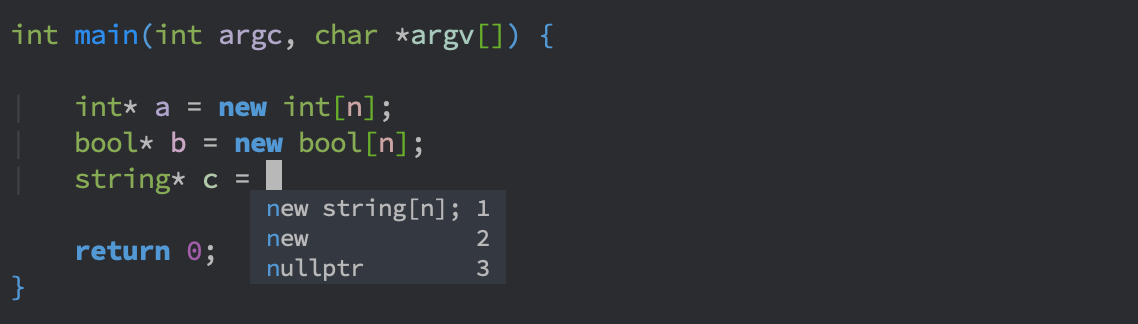 int main(int argc, char *argv[]) {
int* a = new int[n];
bool* b = new bool[n];
string* c =
new string[n]; 1
new 2
nullptr 3
return 0;
}